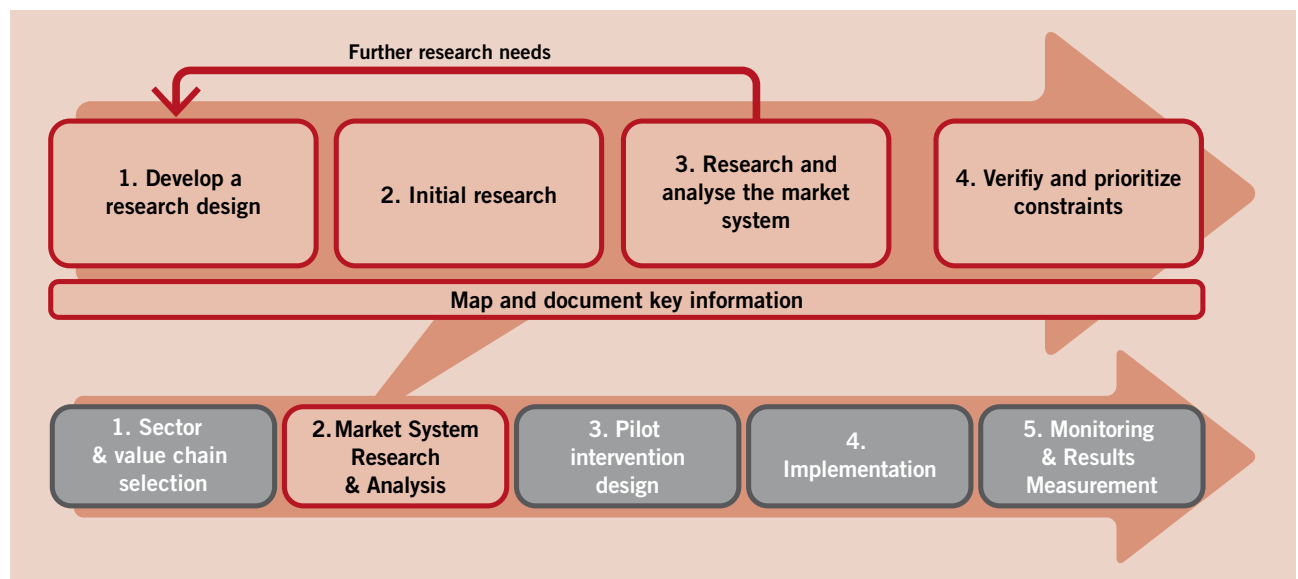 Further research needs
1. Develop a
research design
2. Initial research
3. Research and
analyse the market
system
4. Verifiy and prioritize
constraints
Map and document key information
1. Sector
& value chain
selection
2. Market System
Research
& Analysis
3. Pilot
intervention
design
4.
Implementation
5. Monitoring
& Results
Measurement